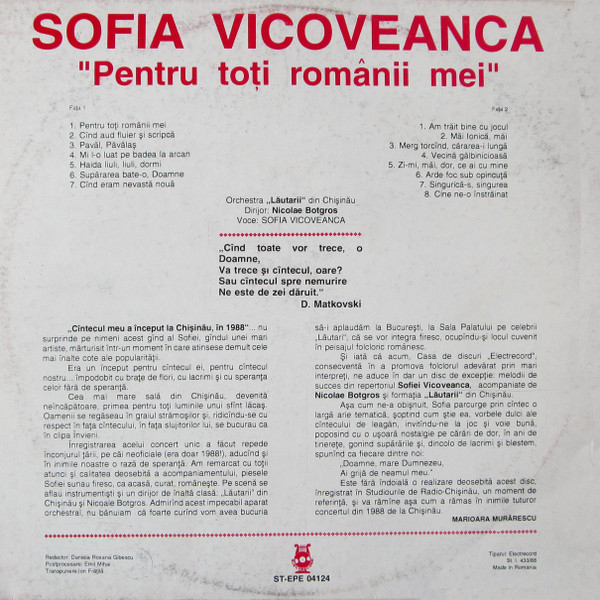 SOFIA VICOVEANCA
"Pentru toți românii mei"
Fața 1
1. Pentru toți românii mei
2. Cînd aud fluier și scripcă
3. Pavăl, Păvălaș
4. Mi l-o luat pe badea la arcan
5. Haida liuli, liuli, dormi
6. Supărarea bate-o, Doamne
7. Cînd eram nevastă nouă
Fața 2
1. Am trăit bine cu jocul
2. Măi Ionică, măi
3. Merg torcînd, cărarea-i lungă
4. Vecină gălbinicioasă
5. Zi-mi, măi, dor, ce ai cu mine
6. Arde foc sub opincuță
7. Singurică-s, singurea
8. Cine ne-o înstrăinat
Orchestra „Lăutarii" din Chișinău
Dirijor: Nicolae Botgros
Voce: SOFIA VICOVEANCA
„Cînd toate vor trece, o
Doamne,
Va trece și cîntecul, oare?
Sau cîntecul spre nemurire
Ne este de zei dăruit."
D. Matkovski
„Cîntecul meu a început la Chișinău, în 1988"... nu
surprinde pe nimeni acest gînd al Sofiei, gîndul unei mari
artiste, mărturisit într-un moment în care atinsese demult cele
mai înalte cote ale popularității.
Era un început pentru cîntecul ei, pentru cîntecul
nostru... împodobit cu brațe de fiori, cu lacrimi și cu speranța
celor fără de speranță.
Cea mai mare sală din Chișinău, devenită
neîncăpătoare, primea pentru toți luminile unui sfînt lăcaș.
Oamenii se regăseau în graiul strămoșilor și, ridicîndu-se cu
respect în fața cîntecului, în fața slujitorilor lui, se bucurau ca
în clipa Învieri.
Înregistrarea acelui concert unic a făcut repede
înconjurul țării, pe căi neoficiale (era doar 1988!), aducînd și
în inimile noastre o rază de speranță. Am remarcat cu toții
atunci și calitatea deosebită a acompaniamentului, piesele
Sofiei sunau firesc, ca acasă, curat, românește. Pe scenă se
aflau instrumentiști și un dirijor de înaltă clasă: „Lăutarii" din
Chișinău și Nicoale Botgros. Admirînd acest impecabil aparat
orchestral, nu bănuiam că foarte curînd vom avea bucuria
să-i aplaudăm la București, la Sala Palatului pe celebrii
„Lăutari", că se vor integra firesc, ocupîndu-și locul cuvenit
în peisajul folcloric românesc.
Și iată că acum, Casa de discuri „Electrecord",
consecventă în a promova folclorul adevărat prin mari
interpreți, ne aduce în dar un disc de excepție: melodii de
succes din repertoriul Sofiei Vicoveanca, acompaniate de
Nicolae Botgros și formația „Lăutarii" din Chișinău.
Așa cum ne-a obișnuit, Sofia parcurge prin cîntec o
largă arie tematică, șoptind cum știe ea, vorbele dulci ale
cîntecului de leagăn, invitîndu-ne la joc și voie bună,
poposind cu o ușoară nostalgie pe cărări de dor, în ani de
tinerețe, gonind supărările și, dincolo de lacrimi și blestem,
spunînd ca fiecare dintre noi:
„Doamne, mare Dumnezeu,
Ai grijă de neamul meu."
Este fără îndoială o realizare deosebită acest disc,
înregistrat în Studiourile de Radio-Chișinău, un moment de
referință, și va rămîne așa cum a rămas în inimile tuturor
concertul din 1988 de la Chișinău.
MARIOARA MURĂRESCU
Redactor: Daniela Roxana Gibescu
Postprocesare: Emil Mihai
Transpunere: Ion Frățilă
ST-EPE 04124
Tiparul: Electrecord
St. I. 433/88
Made in Romania